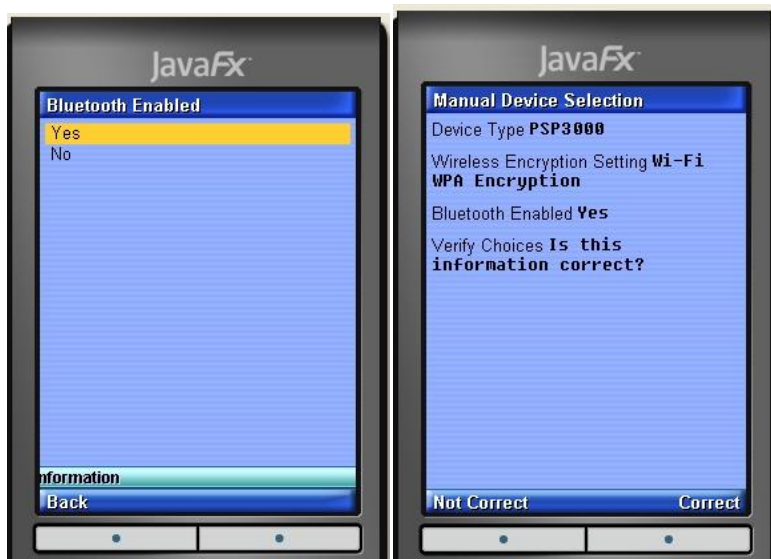 JavaFx
Bluetooth Enabled
Yes
No
nformation
Back
JavaFx
Manual Device Selection
Device Type PSP3000
Wireless Encryption Setting Wi-Fi
WPA Encryption
Bluetooth Enabled Yes
Verify Choices Is this
information correct?
Not Correct Correct